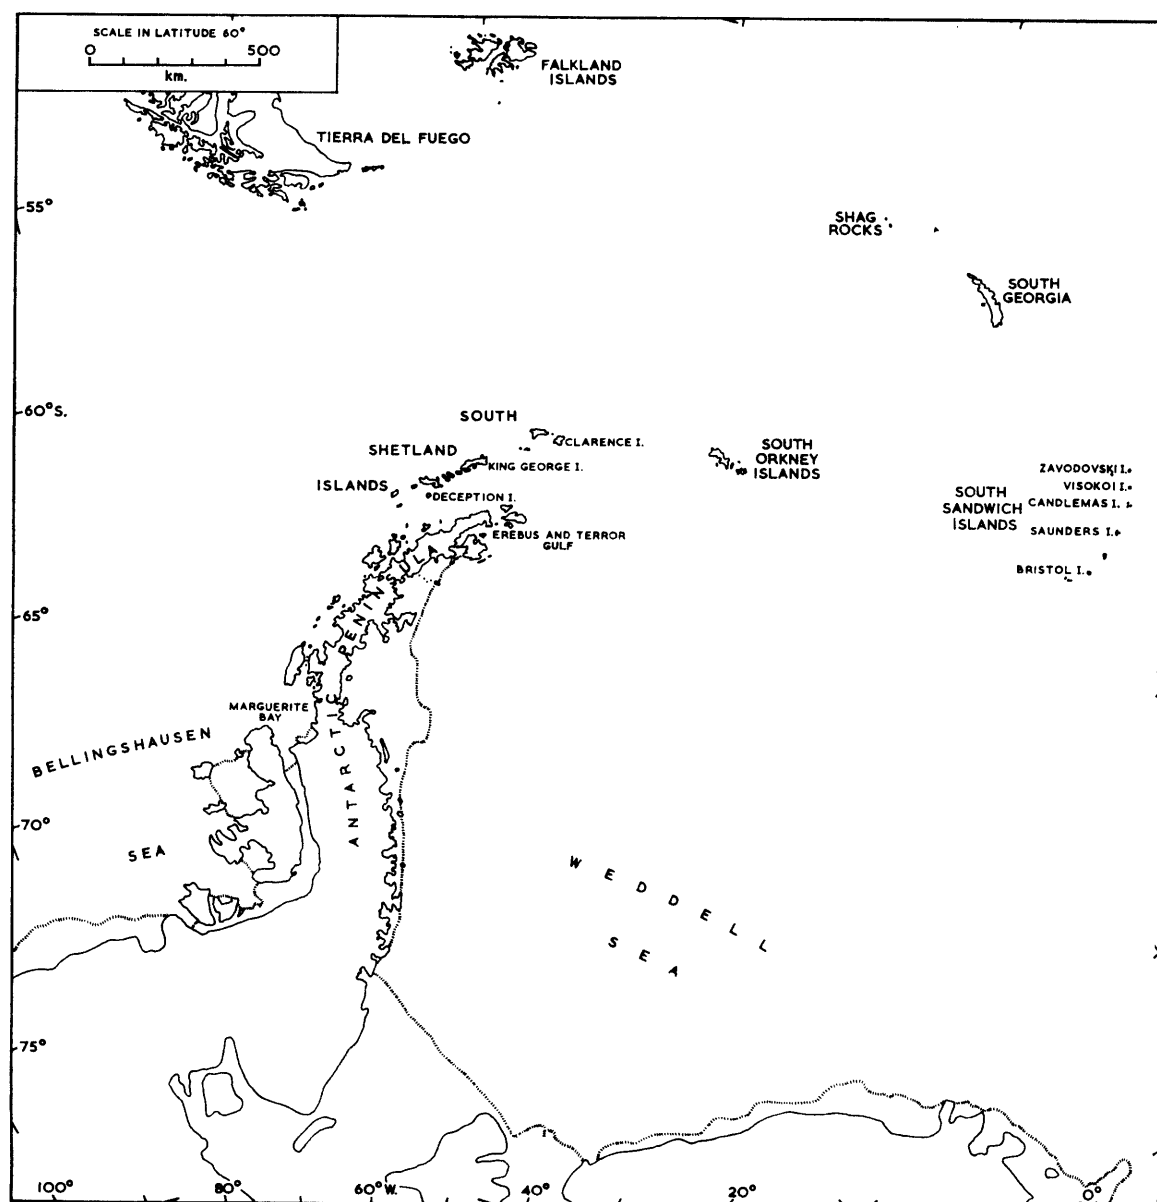 SCALE IN LATITUDE 60°
0 500
km.
FALKLAND
ISLANDS
TIERRA DEL FUEGO
55°
SHAG
ROCKS
SOUTH
GEORGIA
60°S.
SOUTH
CLARENCE I.
SHETLAND
KING GEORGE I.
ISLANDS
DECEPTION I.
SOUTH
ORKNEY
ISLANDS
ZAVODOVSKI I.
VISOKOI I.
SOUTH
SANDWICH
ISLANDS
CANDLEMAS I.
SAUNDERS I.
BRISTOL I.
EREBUS AND TERROR
GULF
65°
MARGUERITE
BAY
BELLINGSHAUSEN
SEA
ANTARCTIC
70°
WEDDELL
SEA
75°
100° 80° 60°W. 40° 20° 0°